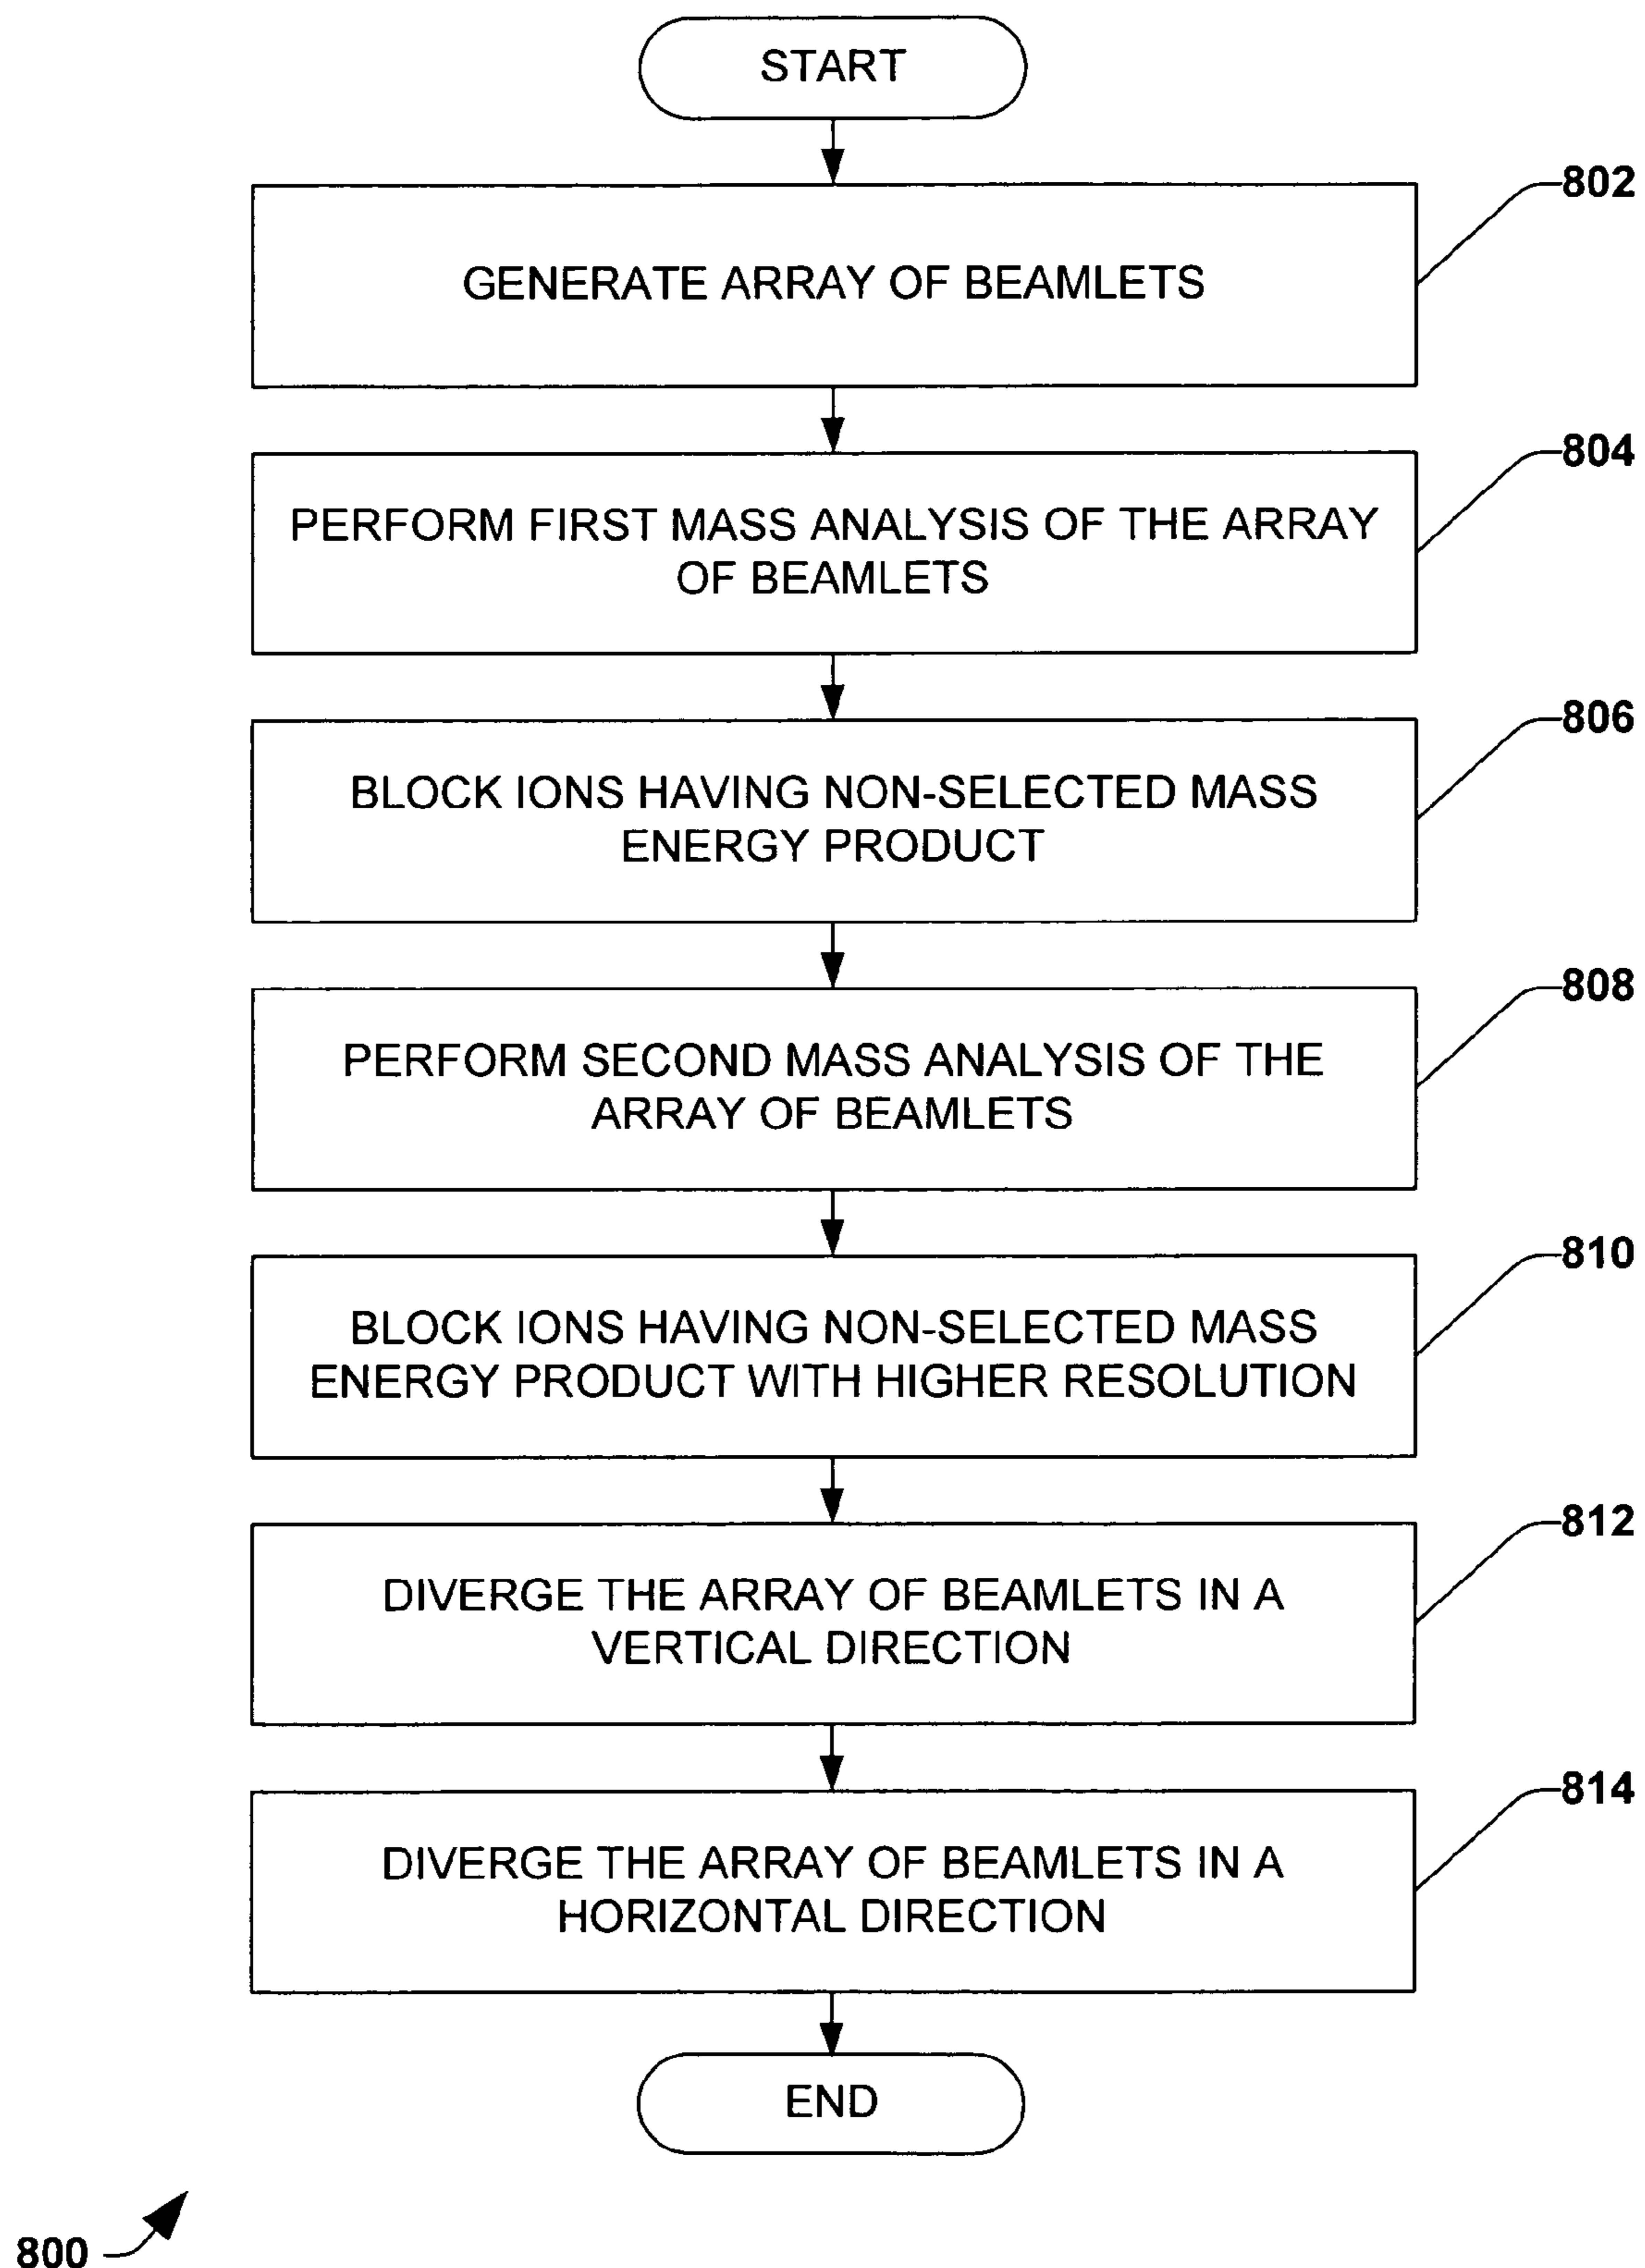 START
802
GENERATE ARRAY OF BEAMLETS
804
PERFORM FIRST MASS ANALYSIS OF THE ARRAY
OF BEAMLETS
806
BLOCK IONS HAVING NON-SELECTED MASS
ENERGY PRODUCT
808
PERFORM SECOND MASS ANALYSIS OF THE
ARRAY OF BEAMLETS
810
BLOCK IONS HAVING NON-SELECTED MASS
ENERGY PRODUCT WITH HIGHER RESOLUTION
812
DIVERGE THE ARRAY OF BEAMLETS IN A
VERTICAL DIRECTION
814
DIVERGE THE ARRAY OF BEAMLETS IN A
HORIZONTAL DIRECTION
END
800